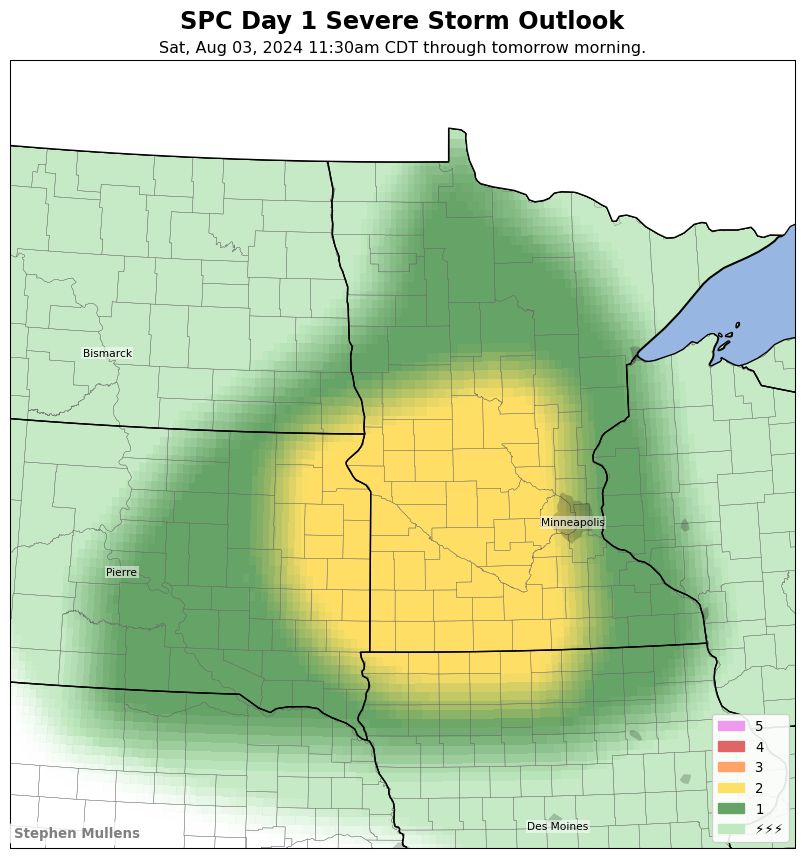 SPC Day 1 Severe Storm Outlook
Sat, Aug 03, 2024 11:30am CDT through tomorrow morning.
Bismarck
Minneapolis
Pierre
5
4
3
2
1
⚡⚡⚡
Des Moines
Stephen Mullens